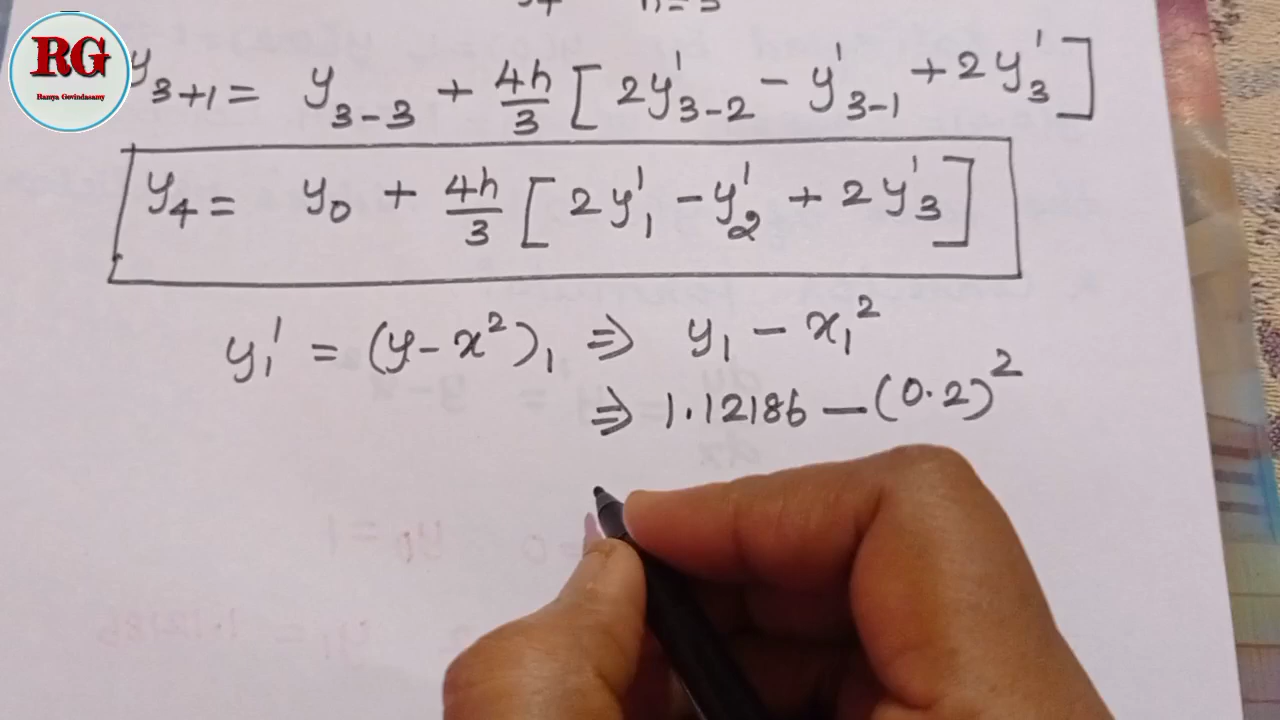 RG
Ramya Govindasamy
y₃₊₁ = y₃₋₃ + 4h/3 [ 2y'₃₋₂ - y'₃₋₁ + 2y'₃ ]
y₄ = y₀ + 4h/3 [ 2y'₁ - y'₂ + 2y'₃ ]
y₁' = (y - x²)₁ ⇒ y₁ - x₁²
⇒ 1.12186 - (0.2)²